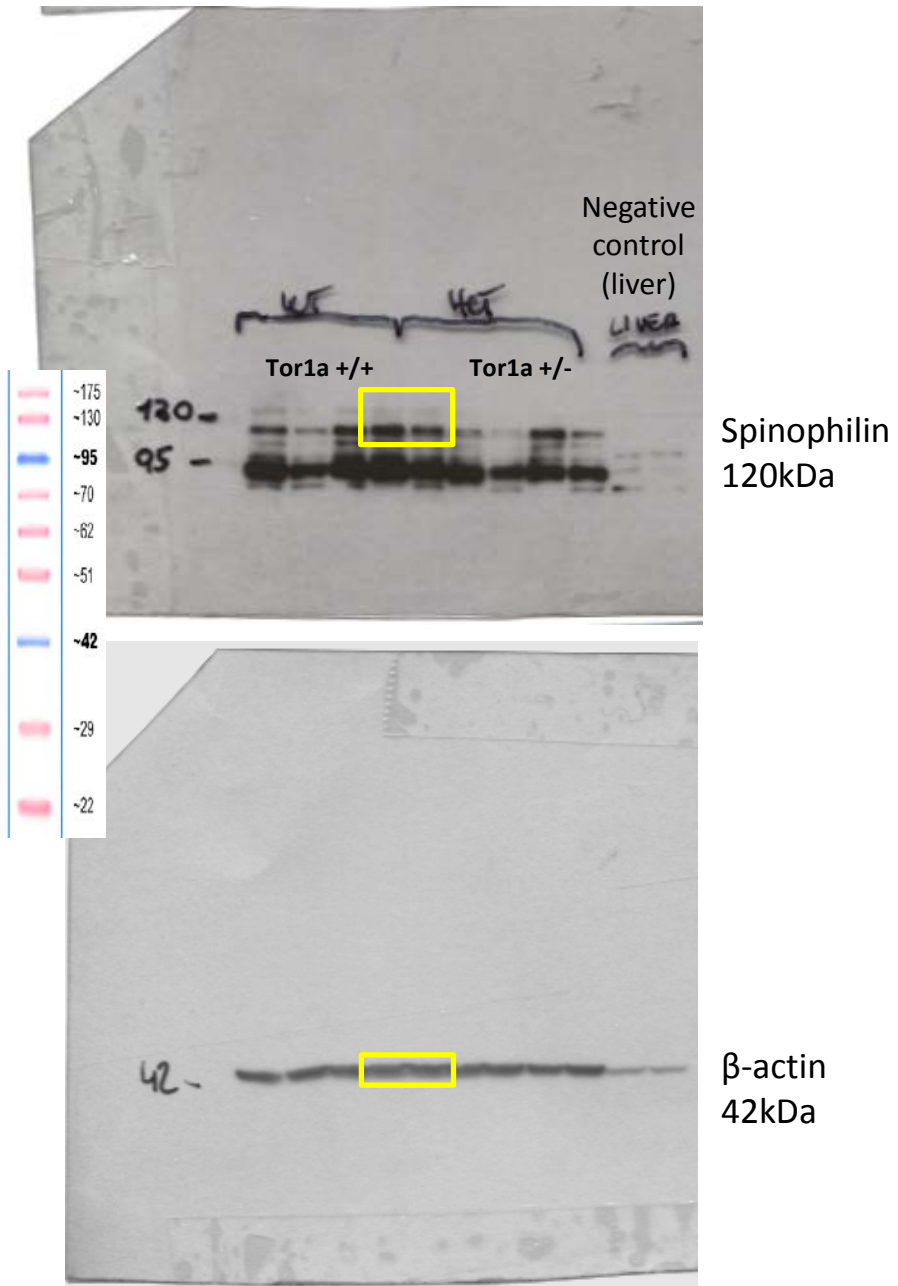 Negative
control
(liver)
WT
HET
LIVER
Tor1a +/+
Tor1a +/-
~175
~130
~95
~70
~62
~51
~42
~29
~22
130-
95 -
Spinophilin
120kDa
42-
β-actin
42kDa